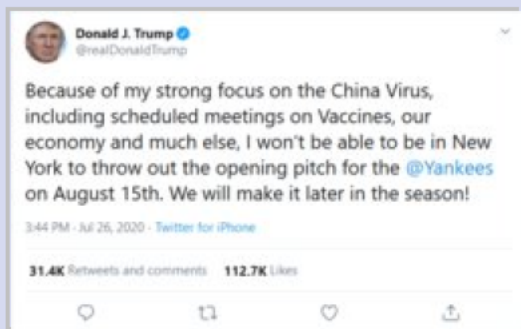 Donald J. Trump
@realDonaldTrump
Because of my strong focus on the China Virus,
including scheduled meetings on Vaccines, our
economy and much else, I won't be able to be in New
York to throw out the opening pitch for the @Yankees
on August 15th. We will make it later in the season!
3:44 PM · Jul 26, 2020 · Twitter for iPhone
31.4K Retweets and comments 112.7K Likes